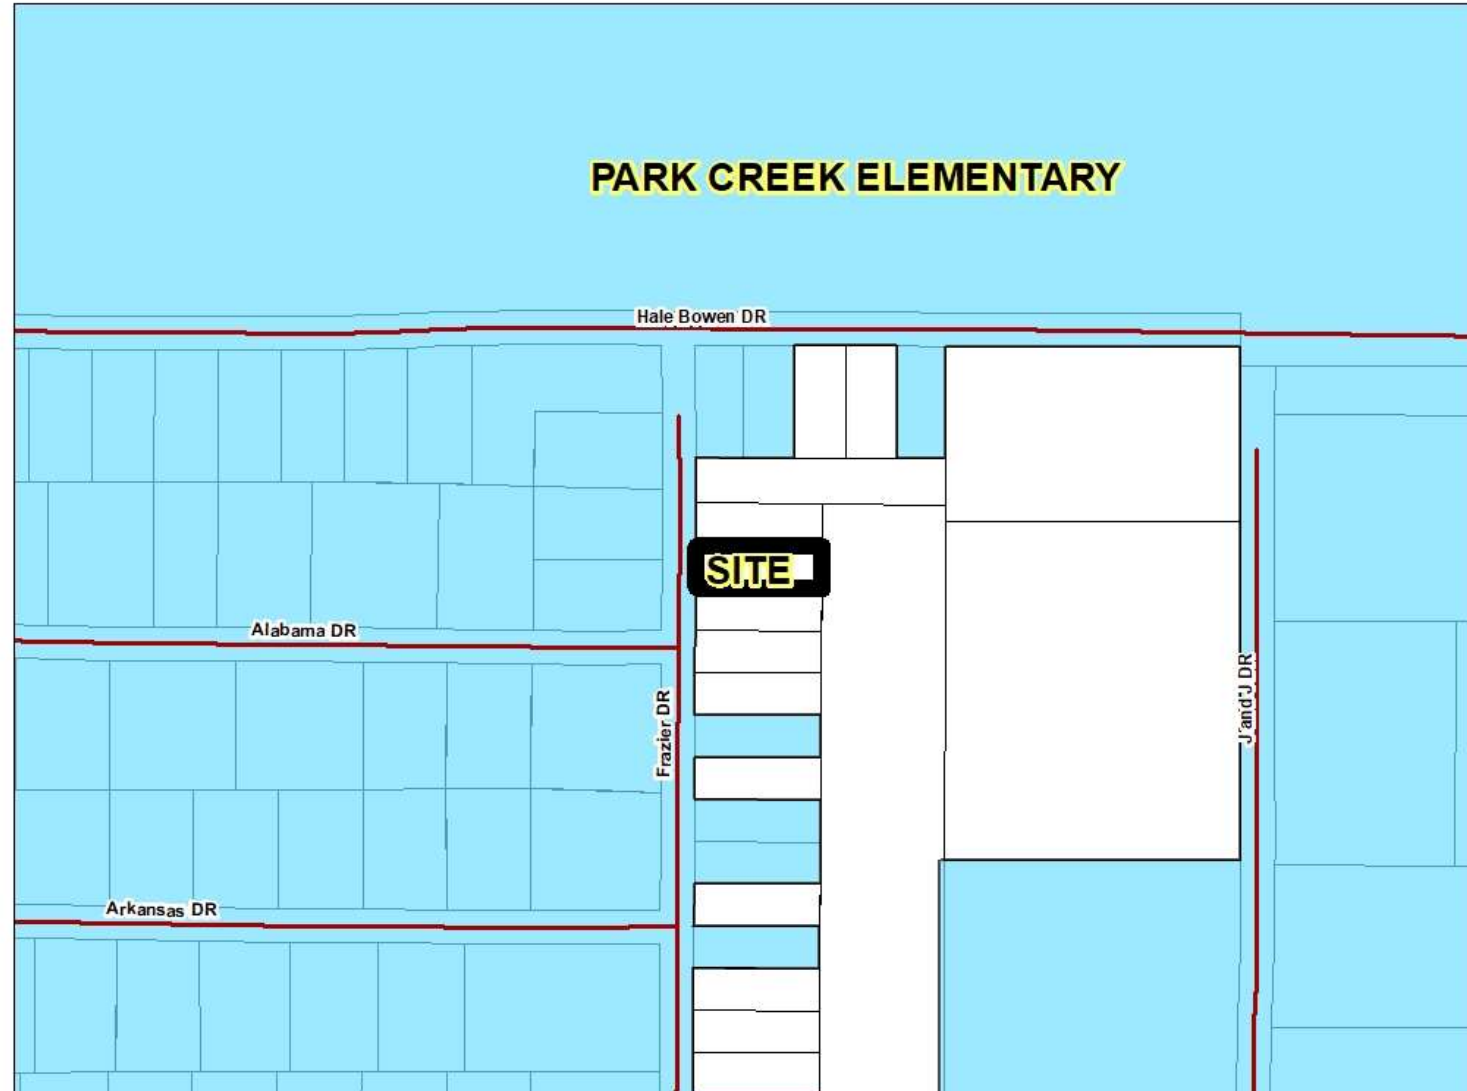 PARK CREEK ELEMENTARY
Hale Bowen DR
SITE
Alabama DR
Frazier DR
J and J DR
Arkansas DR